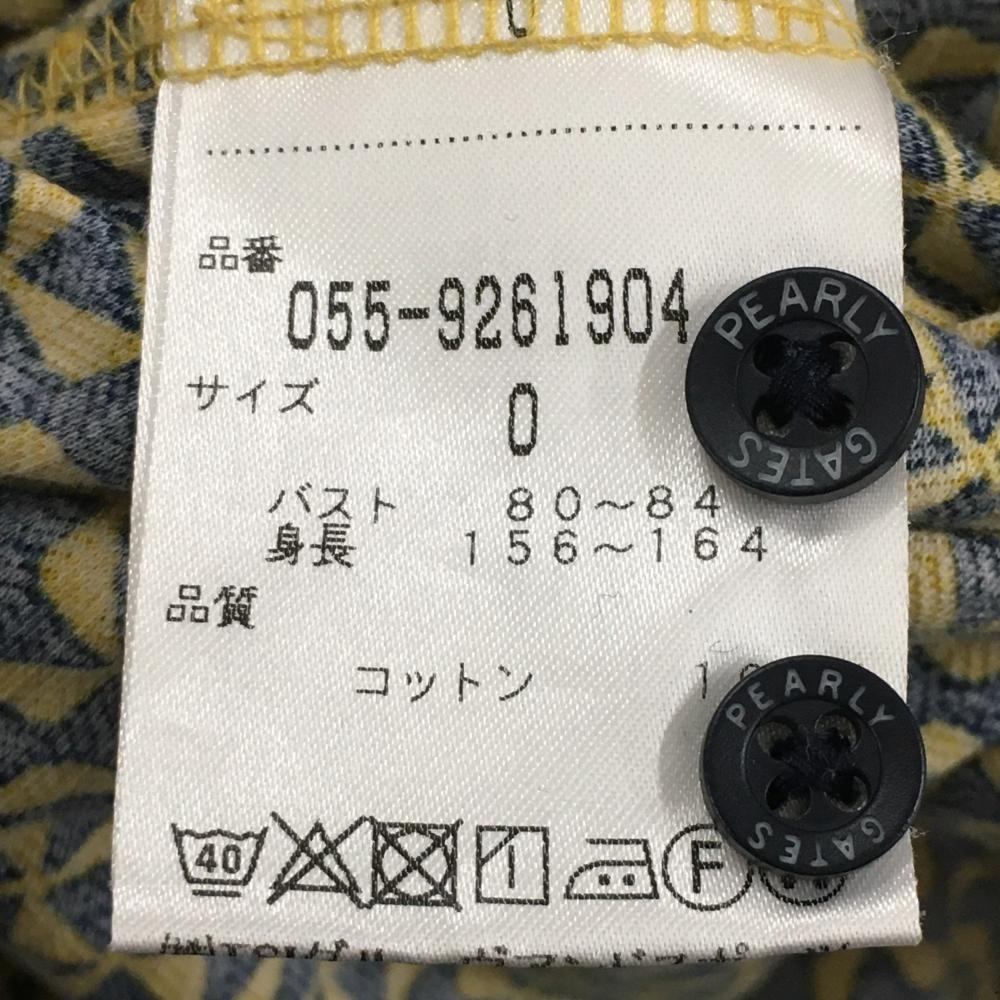 品番
055-9261904
サイズ
0
バスト 80～84
身長 156～164
品質
コットン
40
F
PEARLY GATES
PEARLY GATES